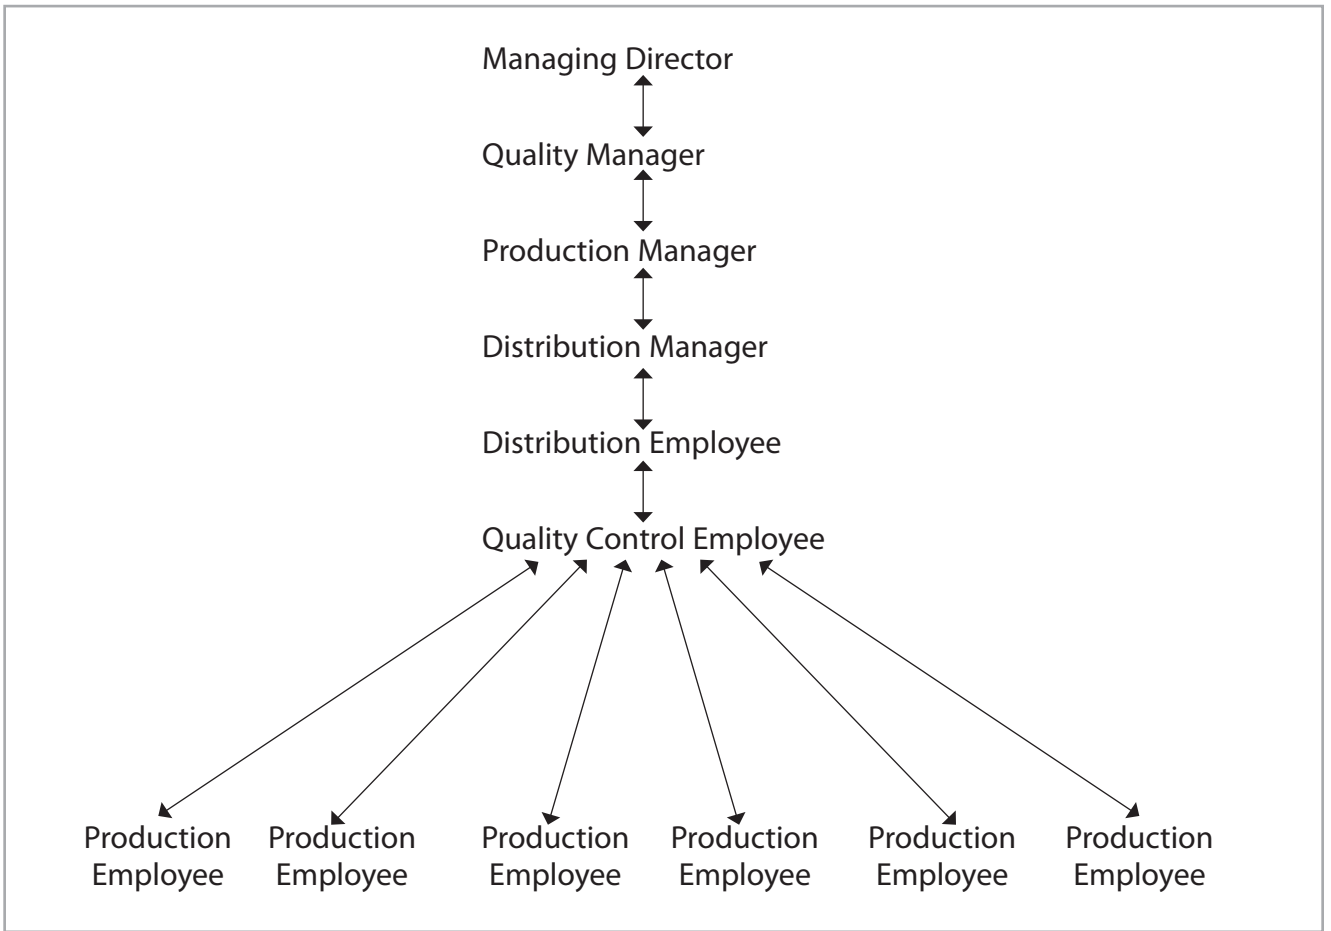 Managing Director
Quality Manager
Production Manager
Distribution Manager
Distribution Employee
Quality Control Employee
Production Employee
Production Employee
Production Employee
Production Employee
Production Employee
Production Employee